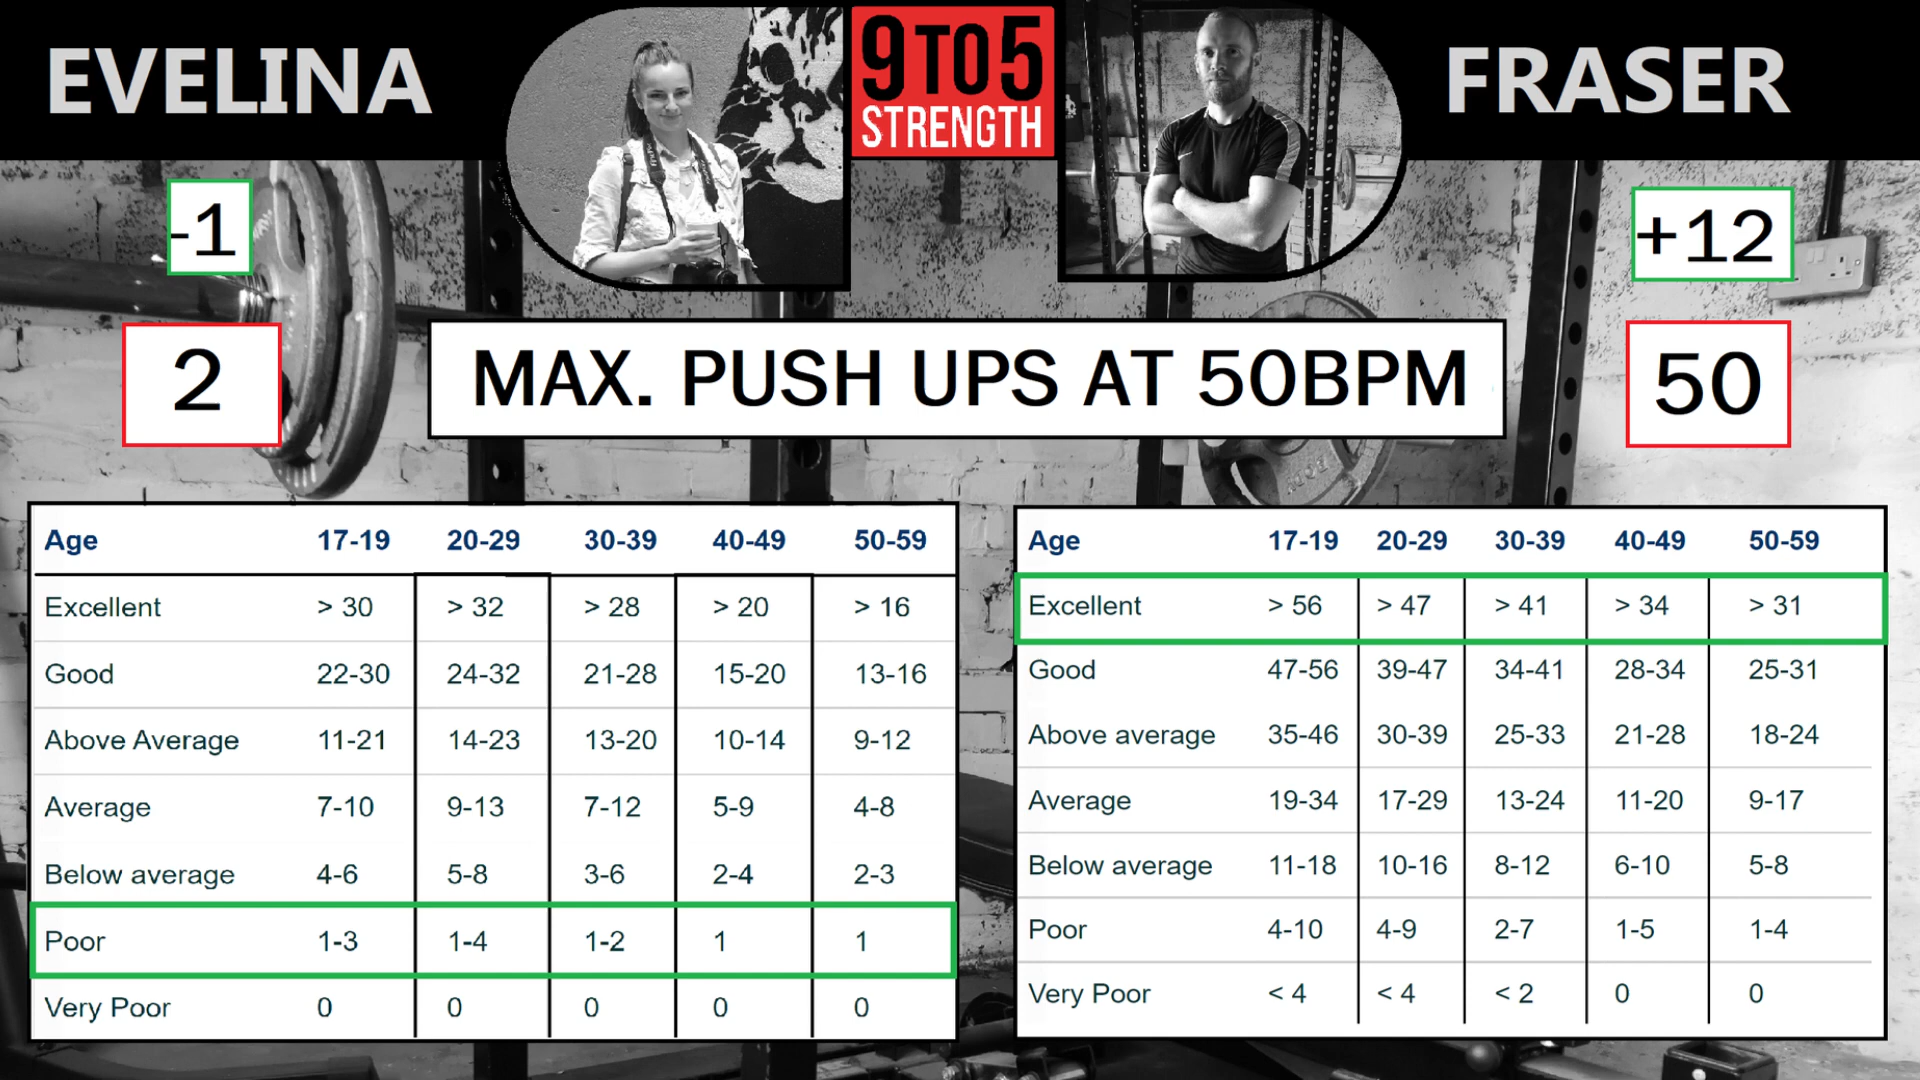 EVELINA
9 TO 5
STRENGTH
FRASER
-1
+12
2
MAX. PUSH UPS AT 50BPM
50
Age 17-19 20-29 30-39 40-49 50-59
Excellent > 30 > 32 > 28 > 20 > 16
Good 22-30 24-32 21-28 15-20 13-16
Above Average 11-21 14-23 13-20 10-14 9-12
Average 7-10 9-13 7-12 5-9 4-8
Below average 4-6 5-8 3-6 2-4 2-3
Poor 1-3 1-4 1-2 1 1
Very Poor 0 0 0 0 0
Age 17-19 20-29 30-39 40-49 50-59
Excellent > 56 > 47 > 41 > 34 > 31
Good 47-56 39-47 34-41 28-34 25-31
Above average 35-46 30-39 25-33 21-28 18-24
Average 19-34 17-29 13-24 11-20 9-17
Below average 11-18 10-16 8-12 6-10 5-8
Poor 4-10 4-9 2-7 1-5 1-4
Very Poor < 4 < 4 < 2 0 0